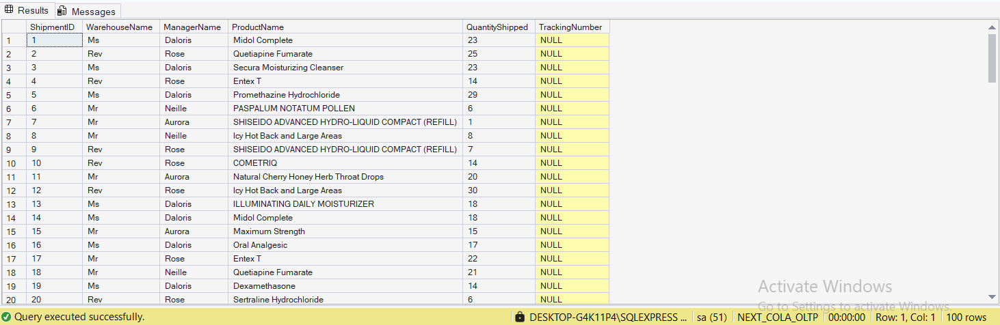 Results Messages
ShipmentID WarehouseName ManagerName ProductName QuantityShipped TrackingNumber
1 1 Ms Daloris Midol Complete 23 NULL
2 2 Rev Rose Quetiapine Fumarate 25 NULL
3 3 Ms Daloris Secura Moisturizing Cleanser 23 NULL
4 4 Rev Rose Entex T 14 NULL
5 5 Ms Daloris Promethazine Hydrochloride 29 NULL
6 6 Mr Neille PASPALUM NOTATUM POLLEN 6 NULL
7 7 Mr Aurora SHISEIDO ADVANCED HYDRO-LIQUID COMPACT (REFILL) 1 NULL
8 8 Mr Neille Icy Hot Back and Large Areas 8 NULL
9 9 Rev Rose SHISEIDO ADVANCED HYDRO-LIQUID COMPACT (REFILL) 7 NULL
10 10 Rev Rose COMETRIQ 14 NULL
11 11 Mr Aurora Natural Cherry Honey Herb Throat Drops 20 NULL
12 12 Rev Rose Icy Hot Back and Large Areas 30 NULL
13 13 Ms Daloris ILLUMINATING DAILY MOISTURIZER 18 NULL
14 14 Ms Daloris Midol Complete 18 NULL
15 15 Mr Aurora Maximum Strength 15 NULL
16 16 Ms Daloris Oral Analgesic 17 NULL
17 17 Mr Rose Entex T 22 NULL
18 18 Mr Neille Quetiapine Fumarate 21 NULL
19 19 Ms Daloris Dexamethasone 14 NULL
20 20 Rev Rose Sertraline Hydrochloride 6 NULL
Activate Windows
Go to Settings to activate Windows.
Query executed successfully. DESKTOP-G4K11P4\SQLEXPRESS ... sa (51) NEXT_COLA_OLTP 00:00:00 Row: 1, Col: 1 100 rows